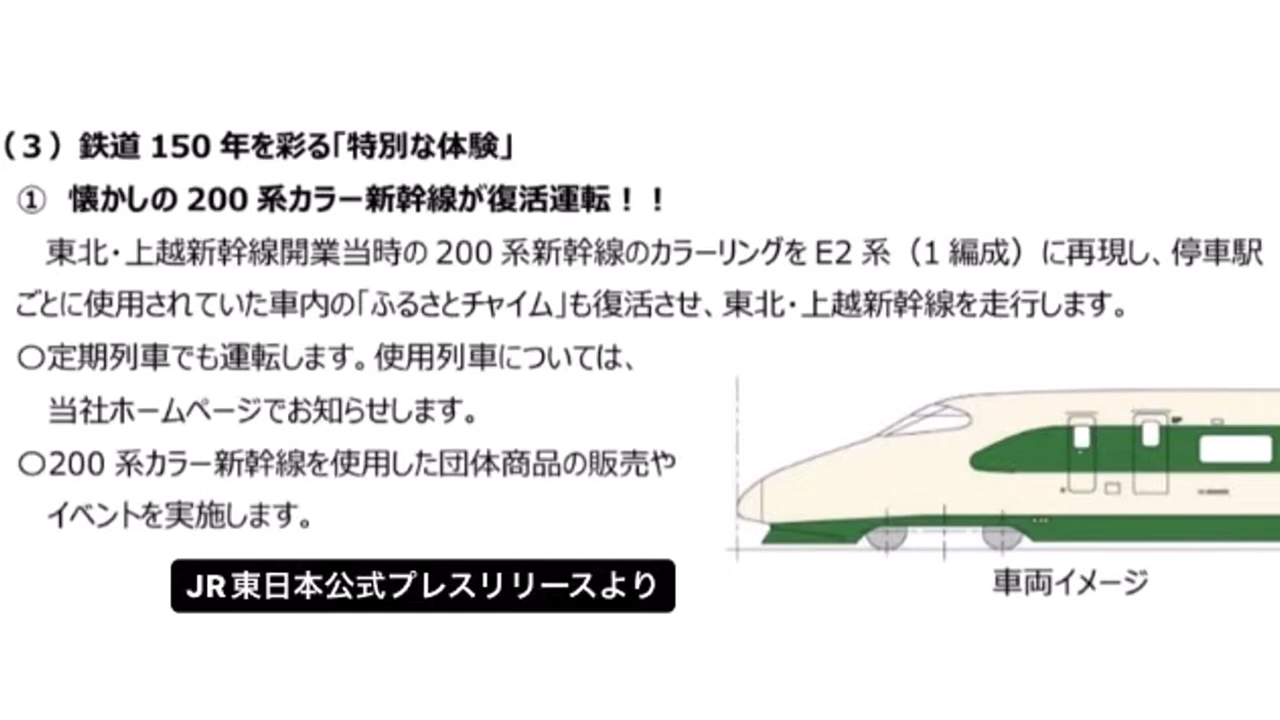 （３）鉄道 150 年を彩る「特別な体験」
① 懐かしの 200 系カラー新幹線が復活運転！！
東北・上越新幹線開業当時の 200 系新幹線のカラーリングを E2 系（1 編成）に再現し、停車駅
ごとに使用されていた車内の「ふるさとチャイム」も復活させ、東北・上越新幹線を走行します。
○定期列車でも運転します。使用列車については、
当社ホームページでお知らせします。
○200 系カラー新幹線を使用した団体商品の販売や
イベントを実施します。
JR東日本公式プレスリリースより
車両イメージ